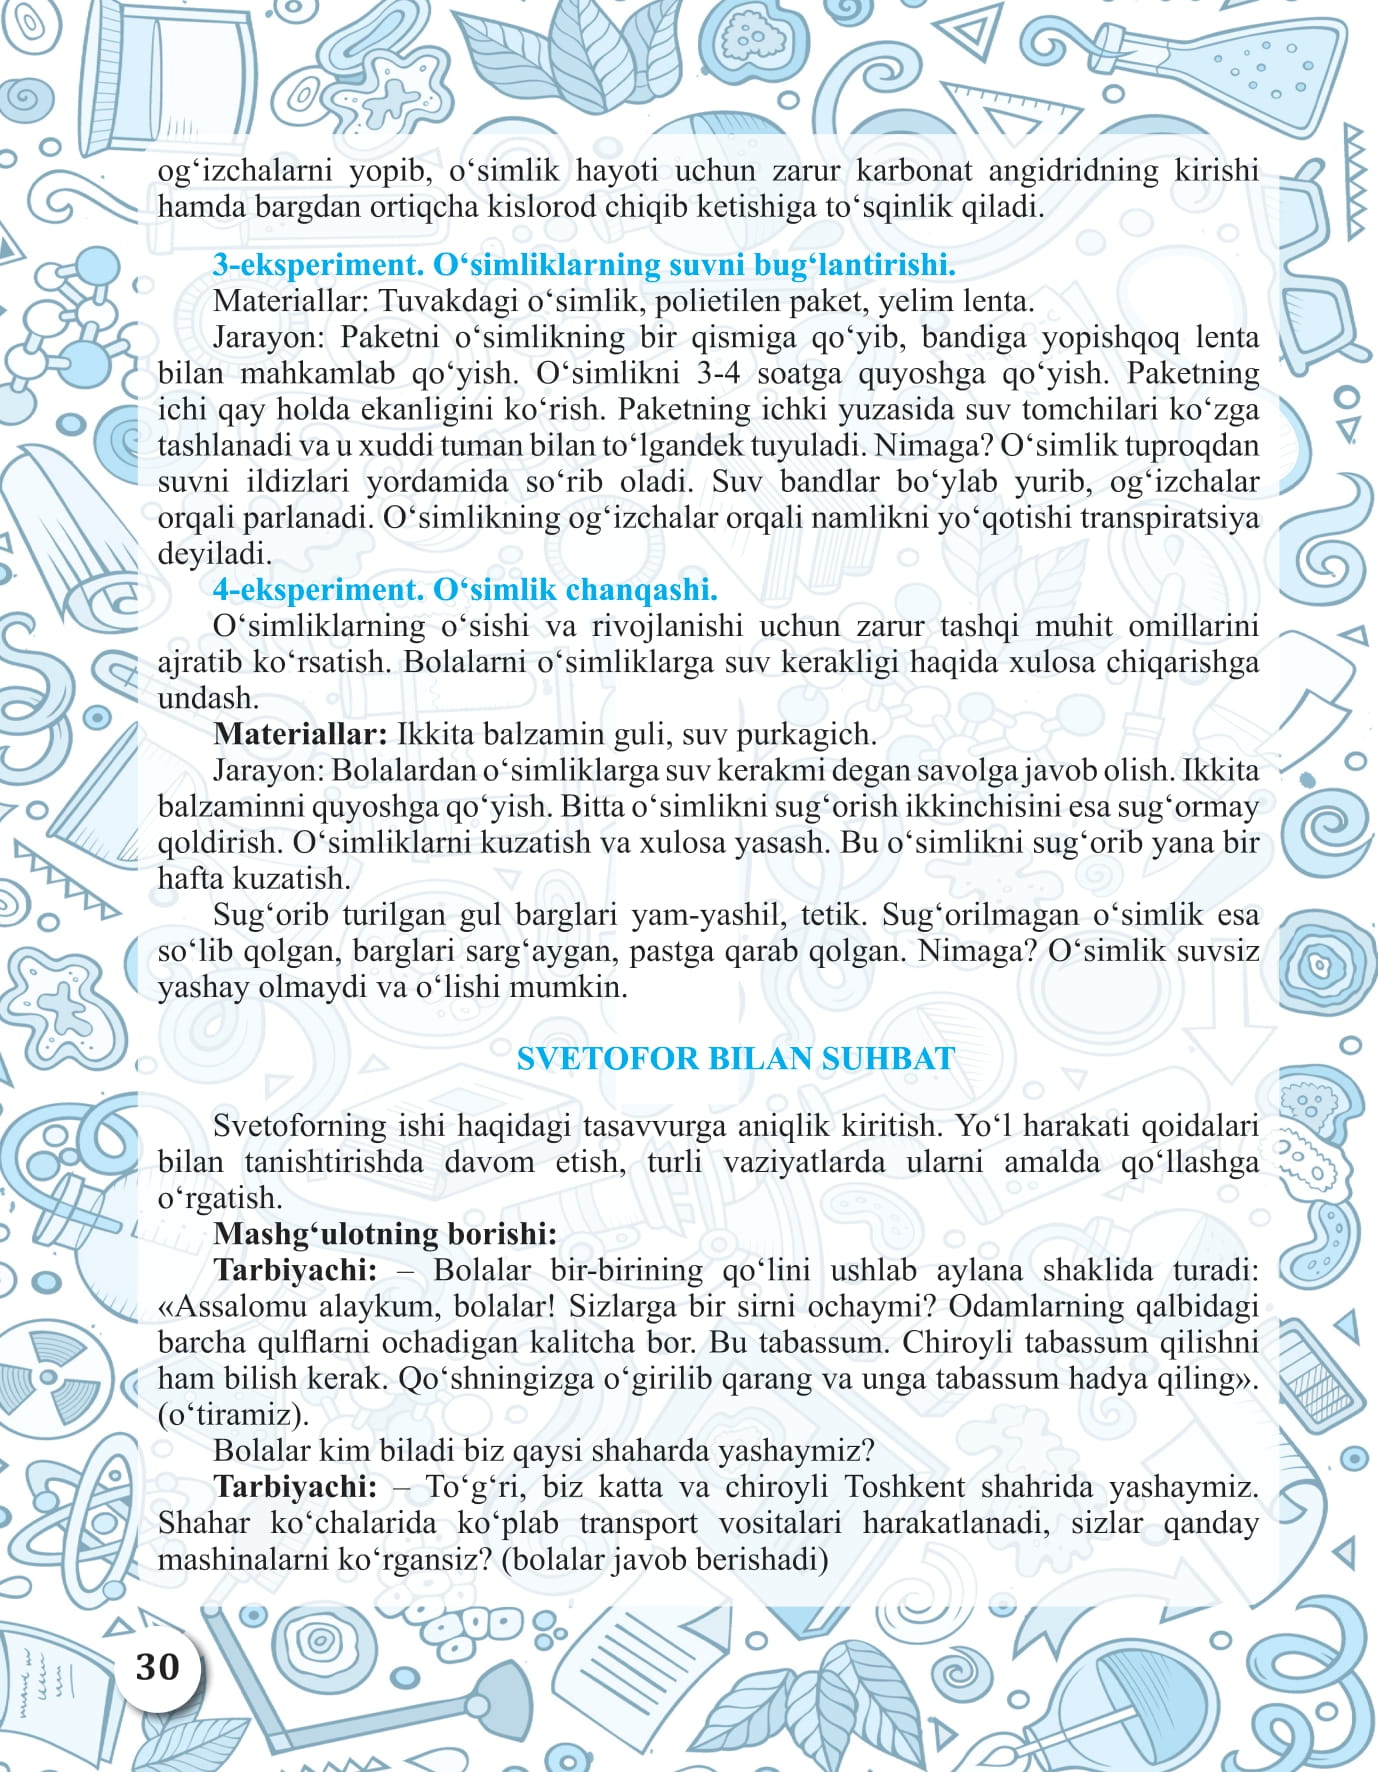 og‘izchalarni yopib, o‘simlik hayoti uchun zarur karbonat angidridning kirishi
hamda bargdan ortiqcha kislorod chiqib ketishiga to‘sqinlik qiladi.
3-eksperiment. O‘simliklarning suvni bug‘lantirishi.
Materiallar: Tuvakdagi o‘simlik, polietilen paket, yelim lenta.
Jarayon: Paketni o‘simlikning bir qismiga qo‘yib, bandiga yopishqoq lenta
bilan mahkamlab qo‘yish. O‘simlikni 3-4 soatga quyoshga qo‘yish. Paketning
ichi qay holda ekanligini ko‘rish. Paketning ichki yuzasida suv tomchilari ko‘zga
tashlanadi va u xuddi tuman bilan to‘lgandek tuyuladi. Nimaga? O‘simlik tuproqdan
suvni ildizlari yordamida so‘rib oladi. Suv bandlar bo‘ylab yurib, og‘izchalar
orqali parlanadi. O‘simlikning og‘izchalar orqali namlikni yo‘qotishi transpiratsiya
deyiladi.
4-eksperiment. O‘simlik chanqashi.
O‘simliklarning o‘sishi va rivojlanishi uchun zarur tashqi muhit omillarini
ajratib ko‘rsatish. Bolalarni o‘simliklarga suv kerakligi haqida xulosa chiqarishga
undash.
Materiallar: Ikkita balzamin guli, suv purkagich.
Jarayon: Bolalardan o‘simliklarga suv kerakmi degan savolga javob olish. Ikkita
balzaminni quyoshga qo‘yish. Bitta o‘simlikni sug‘orish ikkinchisini esa sug‘ormay
qoldirish. O‘simliklarni kuzatish va xulosa yasash. Bu o‘simlikni sug‘orib yana bir
hafta kuzatish.
Sug‘orib turilgan gul barglari yam-yashil, tetik. Sug‘orilmagan o‘simlik esa
so‘lib qolgan, barglari sarg‘aygan, pastga qarab qolgan. Nimaga? O‘simlik suvsiz
yashay olmaydi va o‘lishi mumkin.
SVETOFOR BILAN SUHBAT
Svetoforning ishi haqidagi tasavvurga aniqlik kiritish. Yo‘l harakati qoidalari
bilan tanishtirishda davom etish, turli vaziyatlarda ularni amalda qo‘llashga
o‘rgatish.
Mashg‘ulotning borishi:
Tarbiyachi: – Bolalar bir-birining qo‘lini ushlab aylana shaklida turadi:
«Assalomu alaykum, bolalar! Sizlarga bir sirni ochaymi? Odamlarning qalbidagi
barcha qulflarni ochadigan kalitcha bor. Bu tabassum. Chiroyli tabassum qilishni
ham bilish kerak. Qo‘shningizga o‘girilib qarang va unga tabassum hadya qiling».
(o‘tiramiz).
Bolalar kim biladi biz qaysi shaharda yashaymiz?
Tarbiyachi: – To‘g‘ri, biz katta va chiroyli Toshkent shahrida yashaymiz.
Shahar ko‘chalarida ko‘plab transport vositalari harakatlanadi, sizlar qanday
mashinalarni ko‘rgansiz? (bolalar javob berishadi)
30